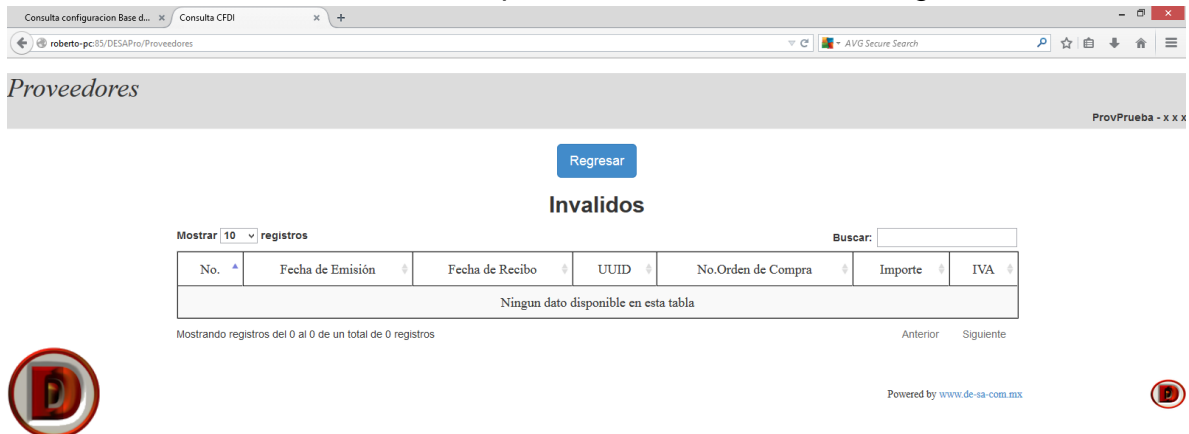 Consulta configuracion Base d... × Consulta CFDI × +
roberto-pc:85/DESAPro/Proveedores AVG Secure Search
Proveedores
ProvPrueba - x x x
Regresar
Invalidos
Mostrar 10 registros Buscar:
No. Fecha de Emisión Fecha de Recibo UUID No.Orden de Compra Importe IVA
Ningun dato disponible en esta tabla
Mostrando registros del 0 al 0 de un total de 0 registros Anterior Siguiente
D
Powered by www.de-sa-com.mx D